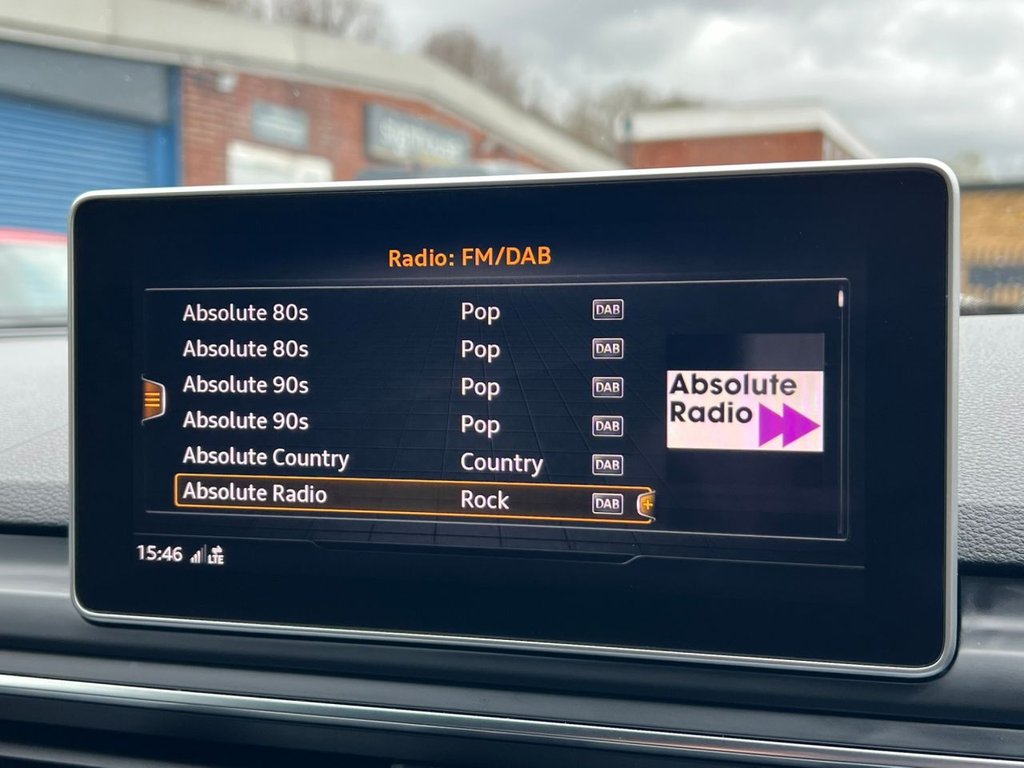 Radio: FM/DAB
Absolute 80s Pop DAB
Absolute 80s Pop DAB
Absolute 90s Pop DAB
Absolute 90s Pop DAB
Absolute Country Country DAB
Absolute Radio Rock DAB
Absolute
Radio
15:46 LTE